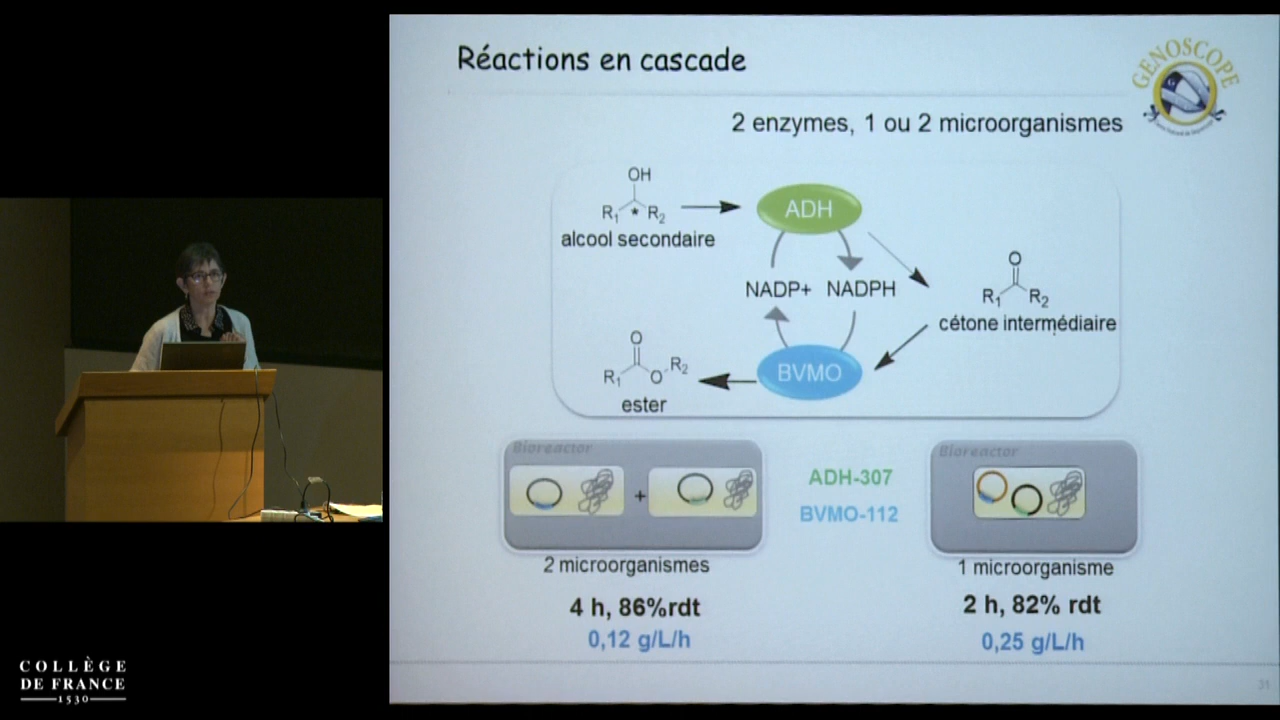 Réactions en cascade
GENOSCOPE
2 enzymes, 1 ou 2 microorganismes
OH
R1 * R2
alcool secondaire
ADH
NADP+ NADPH
O
R1 R2
cétone intermédiaire
BVMO
O
R1 O R2
ester
Bioreactor
+
2 microorganismes
4 h, 86%rdt
0,12 g/L/h
ADH-307
BVMO-112
Bioreactor
1 microorganisme
2 h, 82% rdt
0,25 g/L/h
31
COLLÈGE
DE FRANCE
1530